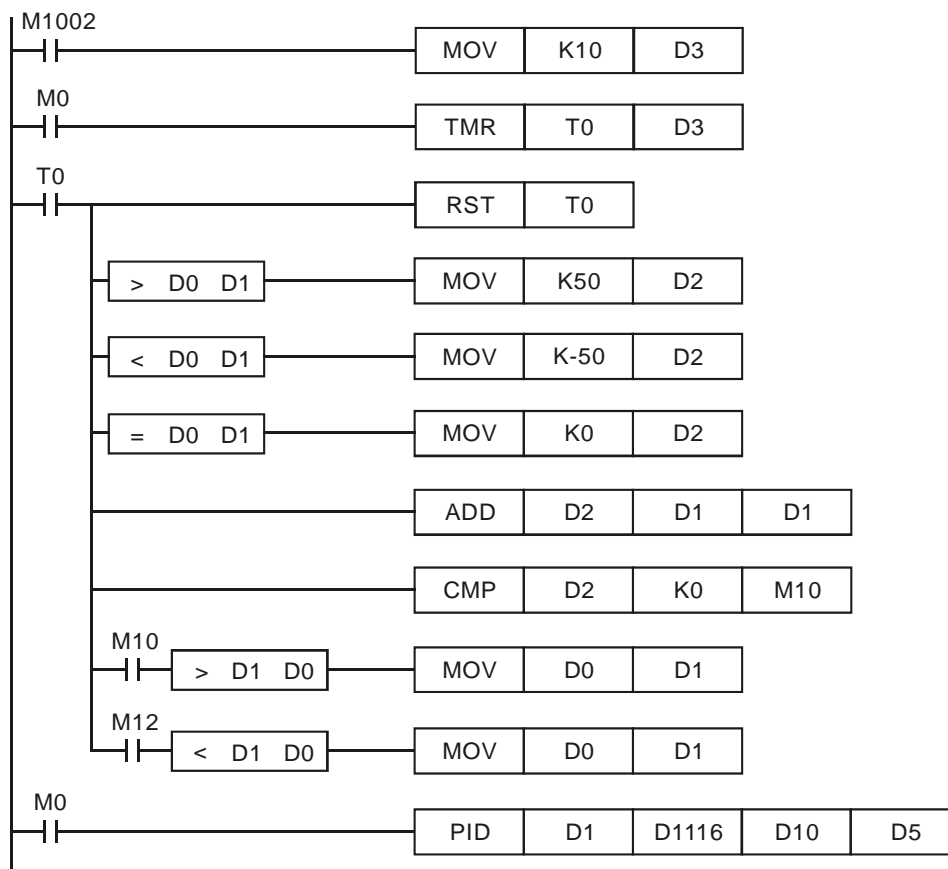 M1002
MOV K10 D3
M0
TMR T0 D3
T0
RST T0
> D0 D1 MOV K50 D2
< D0 D1 MOV K-50 D2
= D0 D1 MOV K0 D2
ADD D2 D1 D1
CMP D2 K0 M10
M10
> D1 D0 MOV D0 D1
M12
< D1 D0 MOV D0 D1
M0
PID D1 D1116 D10 D5